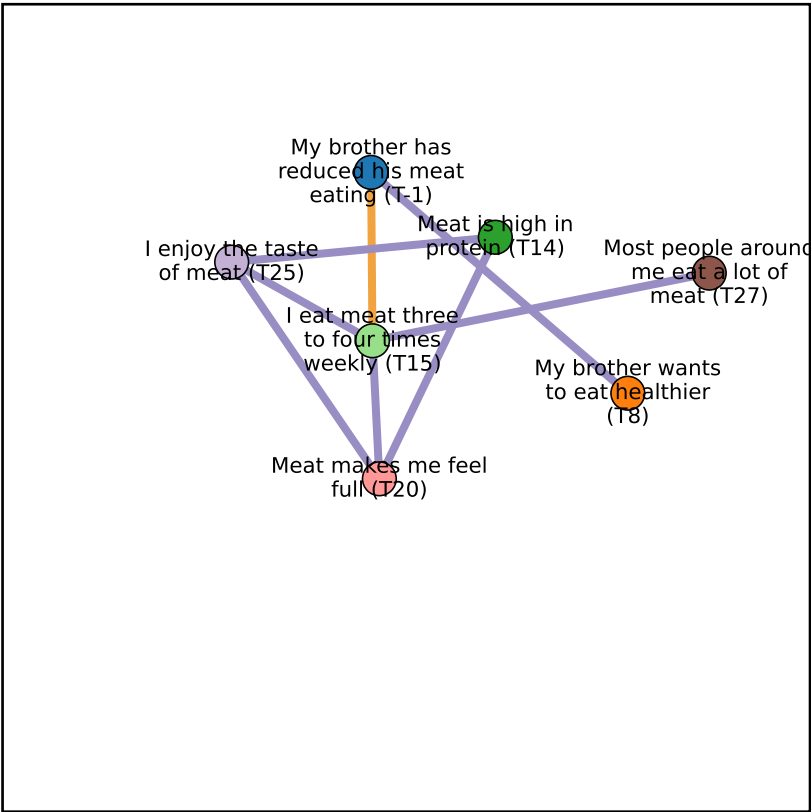 My brother has
reduced his meat
eating (T-1)
Meat is high in
protein (T14)
I enjoy the taste
of meat (T25)
Most people around
me eat a lot of
meat (T27)
I eat meat three
to four times
weekly (T15)
My brother wants
to eat healthier
(T8)
Meat makes me feel
full (T20)